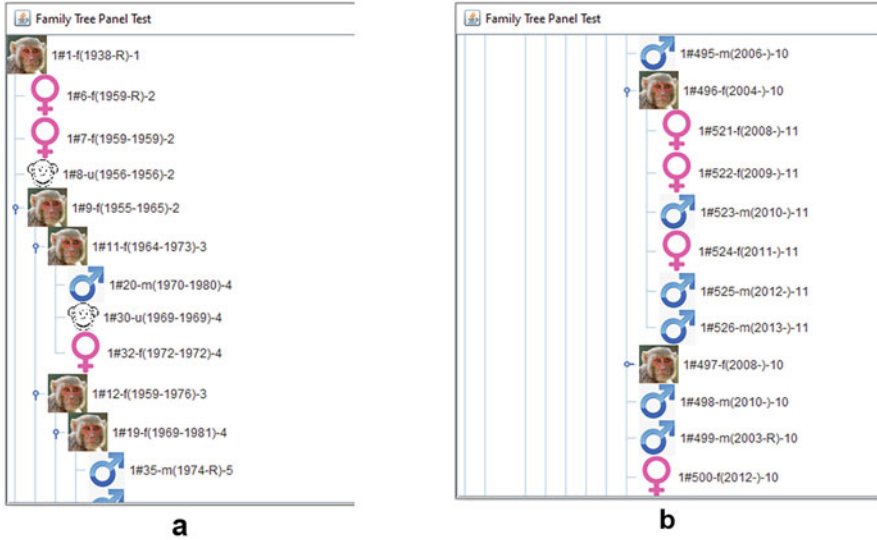 Family Tree Panel Test
1#1-f(1938-R)-1
1#6-f(1959-R)-2
1#7-f(1959-1959)-2
1#8-u(1956-1956)-2
1#9-f(1955-1965)-2
1#11-f(1964-1973)-3
1#20-m(1970-1980)-4
1#30-u(1969-1969)-4
1#32-f(1972-1972)-4
1#12-f(1959-1976)-3
1#19-f(1969-1981)-4
1#35-m(1974-R)-5
a
Family Tree Panel Test
1#495-m(2006-)-10
1#496-f(2004-)-10
1#521-f(2008-)-11
1#522-f(2009-)-11
1#523-m(2010-)-11
1#524-f(2011-)-11
1#525-m(2012-)-11
1#526-m(2013-)-11
1#497-f(2008-)-10
1#498-m(2010-)-10
1#499-m(2003-R)-10
1#500-f(2012-)-10
b